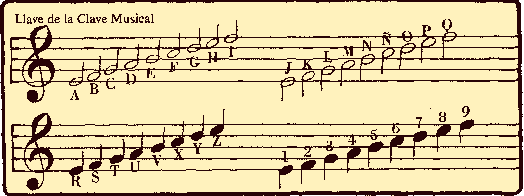 Llave de la Clave Musical
A B C D E F G H I J K L M N Ñ O P Q
R S T U V X Y Z 1 2 3 4 5 6 7 8 9